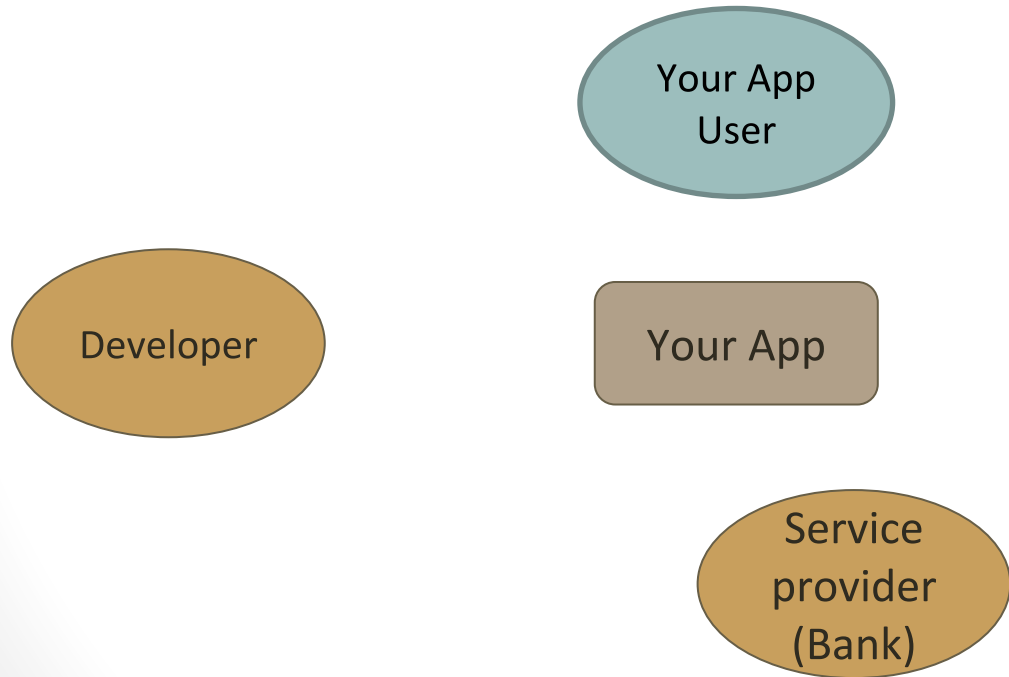 Your App
User
Developer
Your App
Service
provider
(Bank)